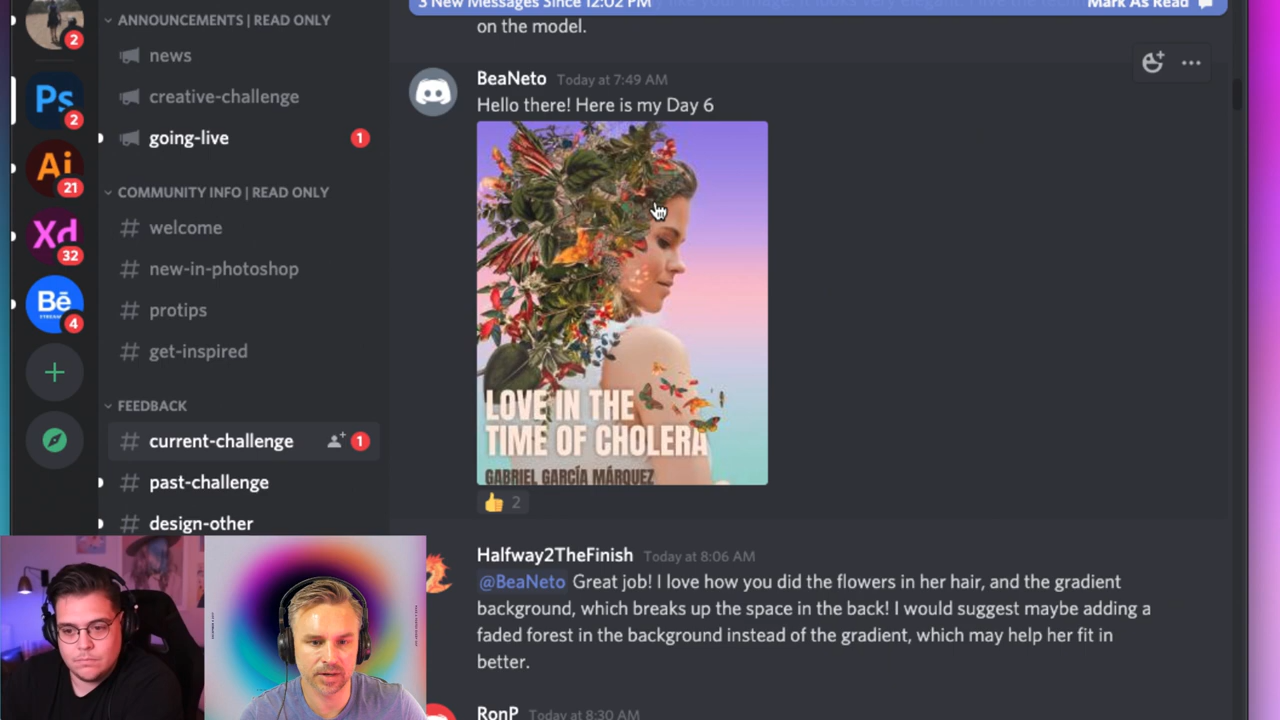 3 New Messages Since 12:02 PM
Mark As Read
on the model.
2
ANNOUNCEMENTS | READ ONLY
news
Ps
2
creative-challenge
going-live
1
Ai
21
COMMUNITY INFO | READ ONLY
Xd
32
# welcome
# new-in-photoshop
Bē
4
# protips
# get-inspired
FEEDBACK
# current-challenge
1
# past-challenge
# design-other
BeaNeto Today at 7:49 AM
Hello there! Here is my Day 6
LOVE IN THE
TIME OF CHOLERA
GABRIEL GARCÍA MÁRQUEZ
2
Halfway2TheFinish Today at 8:06 AM
@BeaNeto Great job! I love how you did the flowers in her hair, and the gradient
background, which breaks up the space in the back! I would suggest maybe adding a
faded forest in the background instead of the gradient, which may help her fit in
better.
RonP Today at 8:30 AM